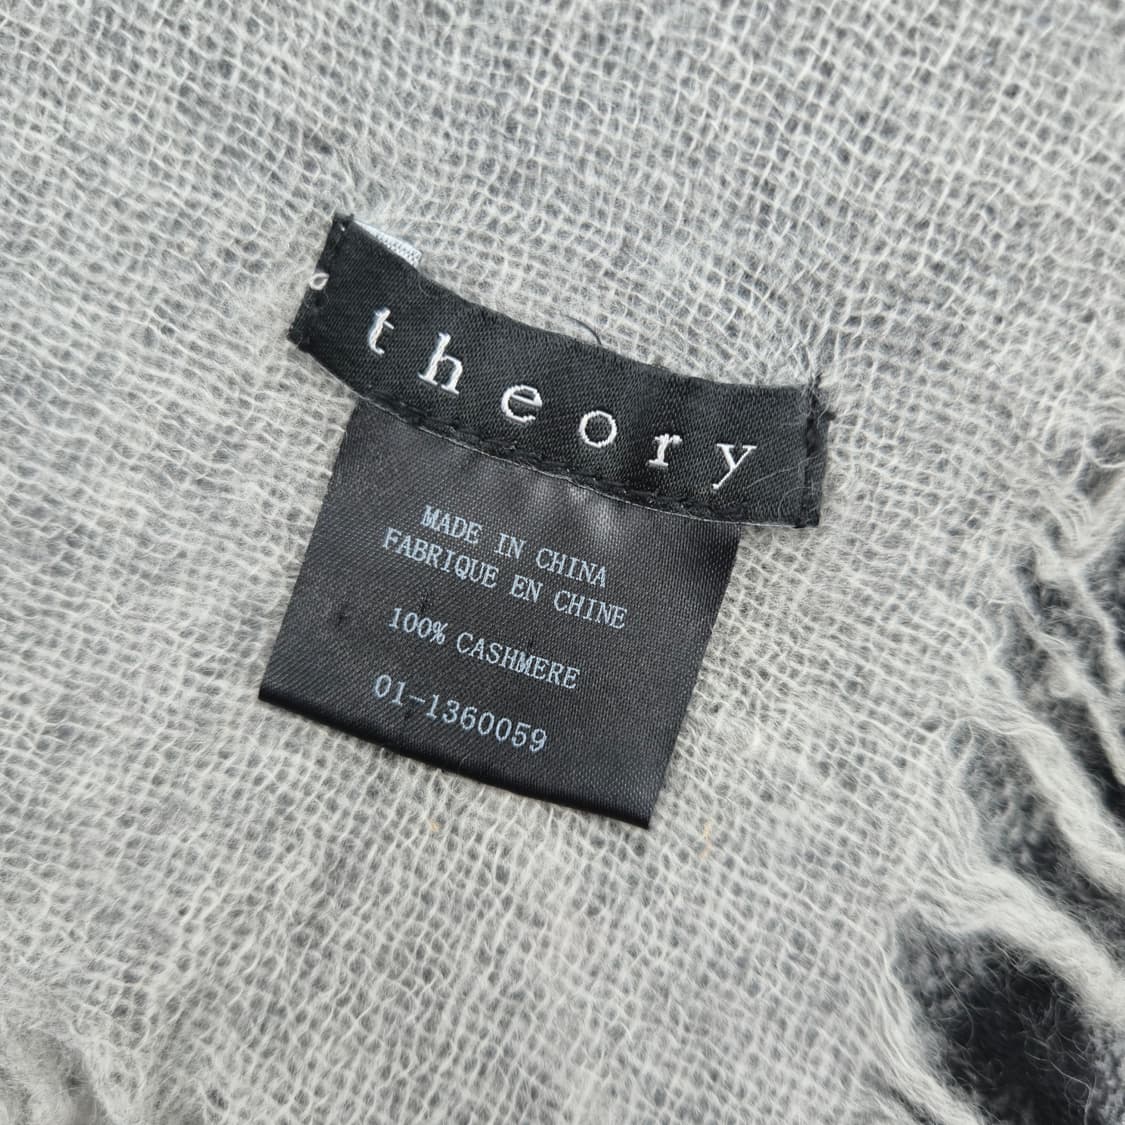 theory
MADE IN CHINA
FABRIQUE EN CHINE
100% CASHMERE
01-1360059